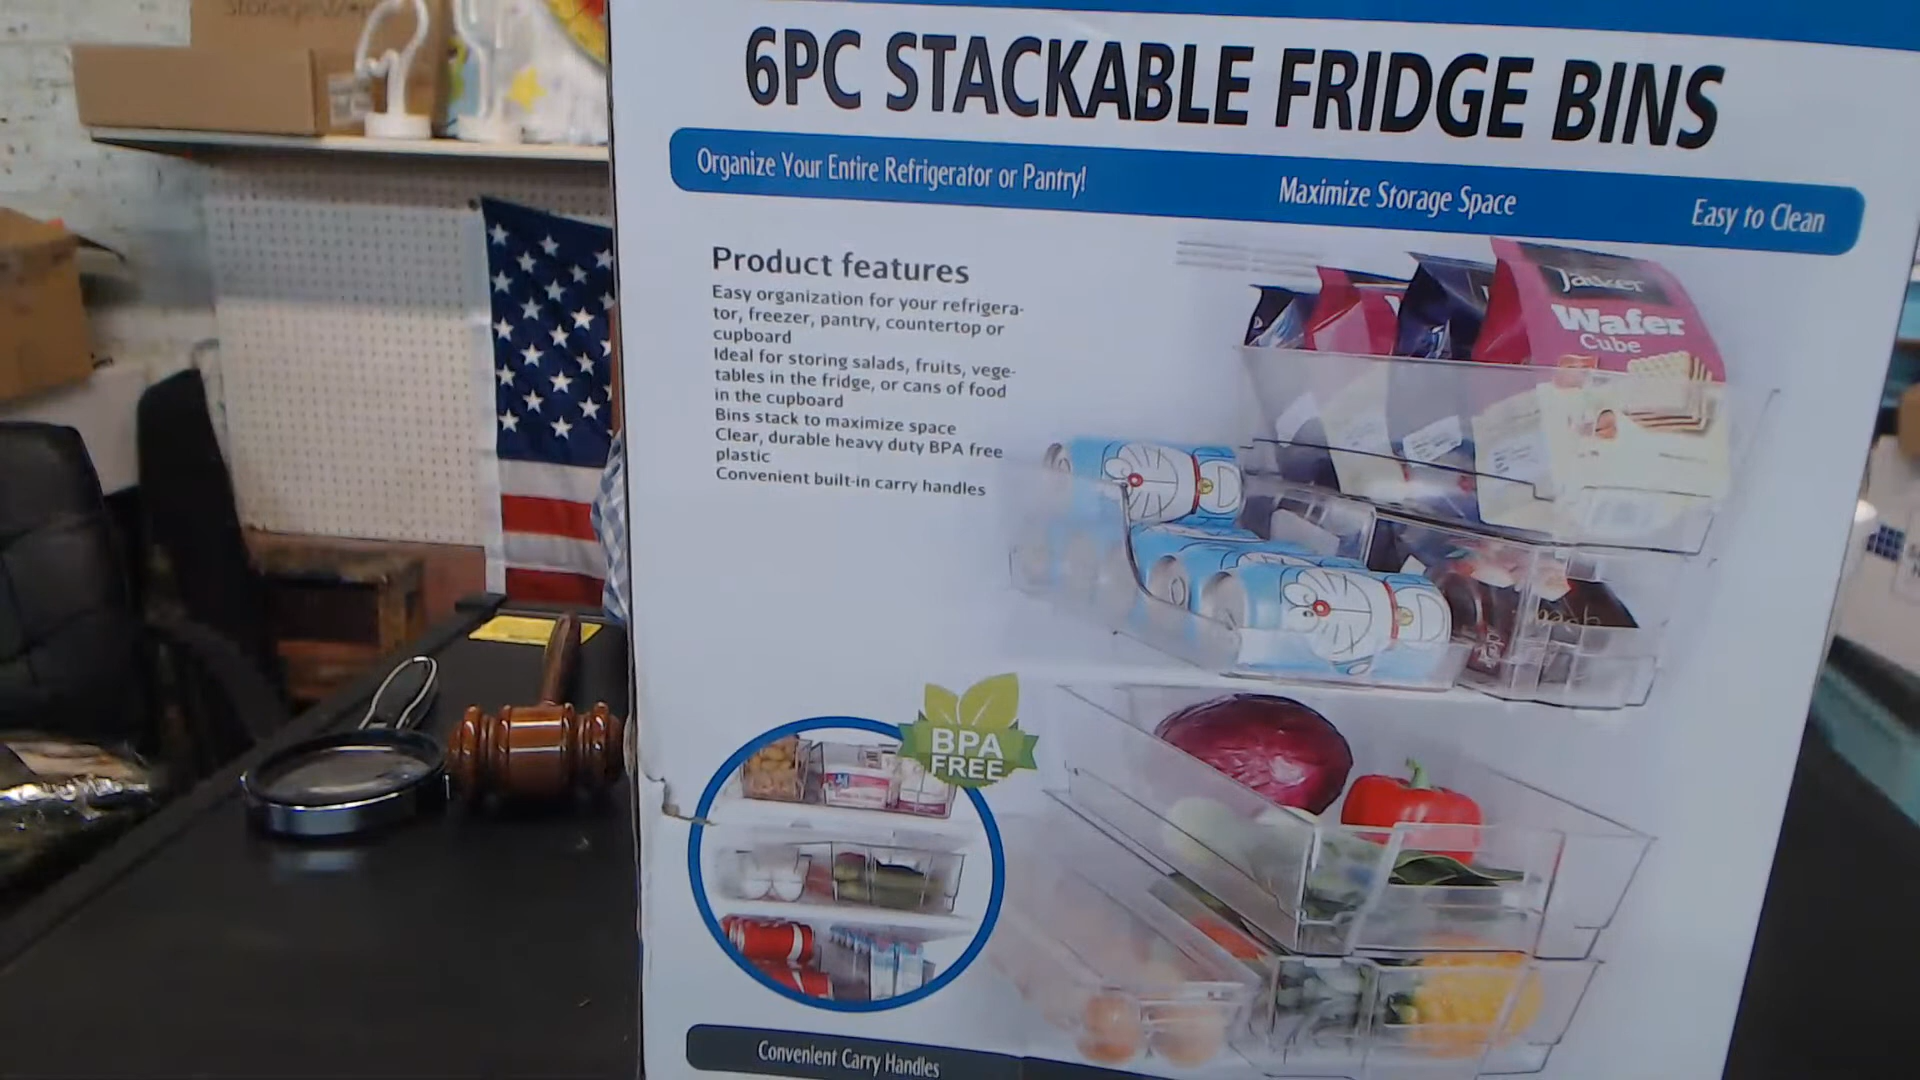 6PC STACKABLE FRIDGE BINS
Organize Your Entire Refrigerator or Pantry! Maximize Storage Space Easy to Clean
Product features
Easy organization for your refrigera-
tor, freezer, pantry, countertop or
cupboard
Ideal for storing salads, fruits, vege-
tables in the fridge, or cans of food
in the cupboard
Bins stack to maximize space
Clear, durable heavy duty BPA free
plastic
Convenient built-in carry handles
Wafer
Cube
BPA
FREE
Convenient Carry Handles